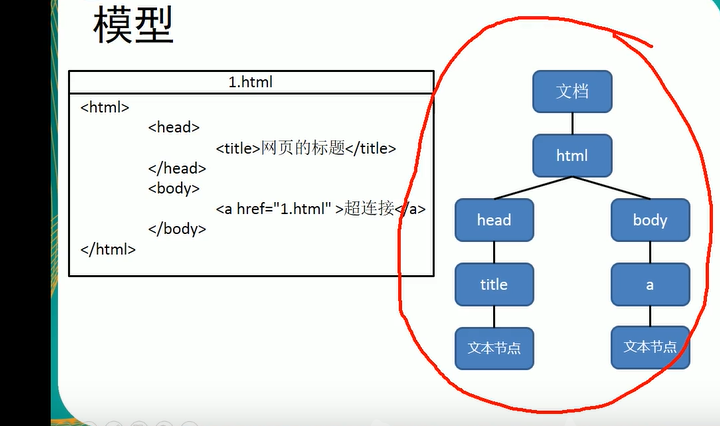 模型
1.html
<html>
<head>
<title>网页的标题</title>
</head>
<body>
<a href="1.html" >超连接</a>
</body>
</html>
文档
html
head body
title a
文本节点 文本节点